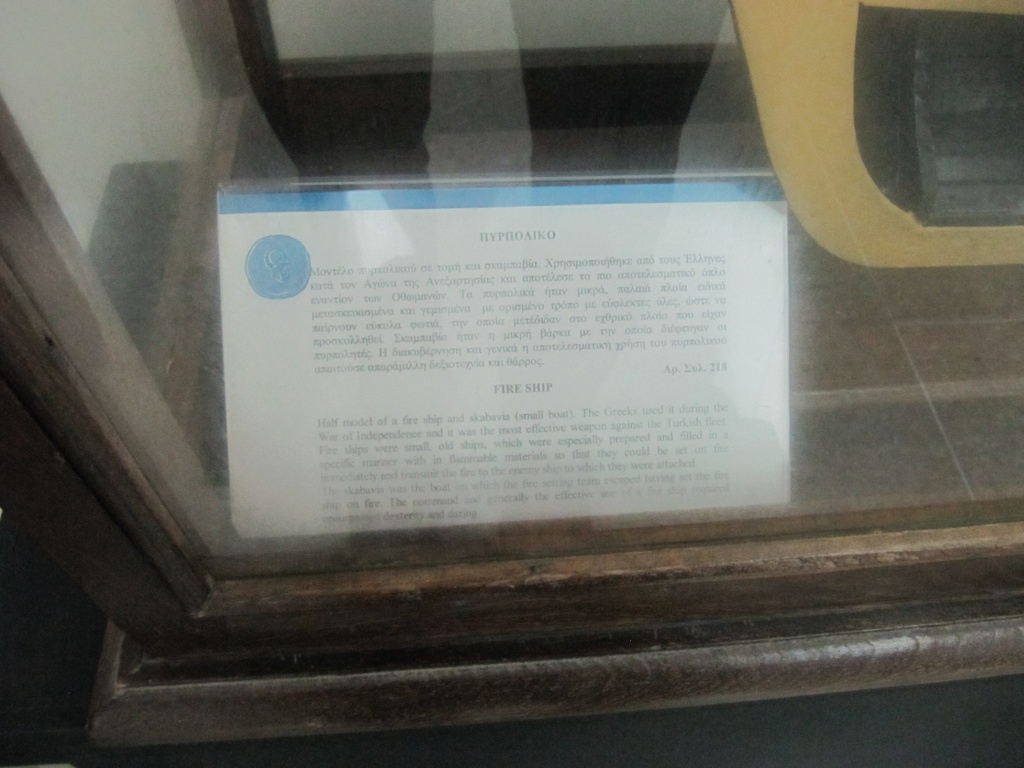 ΠΥΡΠΟΛΙΚΟ
Μοντέλο πυρπολικού σε τομή και σκαμπαβία. Χρησιμοποιήθηκε από τους Έλληνες
κατά τον Αγώνα της Ανεξαρτησίας και αποτέλεσε το πιο αποτελεσματικό όπλο
εναντίον των Οθωμανών. Τα πυρπολικά ήταν μικρά, παλαιά πλοία ειδικά
μετασκευασμένα και γεμισμένα με ορισμένο τρόπο με εύφλεκτες ύλες, ώστε να
παίρνουν εύκολα φωτιά, την οποία μετέδιδαν στο εχθρικό πλοίο που είχαν
προσκολληθεί. Σκαμπαβία ήταν η μικρή βάρκα με την οποία διέφευγαν οι
πυρπολητές. Η διακυβέρνηση και γενικά η αποτελεσματική χρήση του πυρπολικού
απαιτούσε απαράμιλλη δεξιοτεχνία και θάρρος.
Αρ. Συλ. 218
FIRE SHIP
Half model of a fire ship and skabavia (small boat). The Greeks used it during the
War of Independence and it was the most effective weapon against the Turkish fleet.
Fire ships were small, old ships, which were especially prepared and filled in a
specific manner with in flammable materials so that they could be set on fire
immediately and transmit the fire to the enemy ship to which they were attached.
The skabavia was the boat on which the fire setting team escaped having set the fire
ship on fire. The command and generally the effective use of a fire ship required
dexterity and daring.